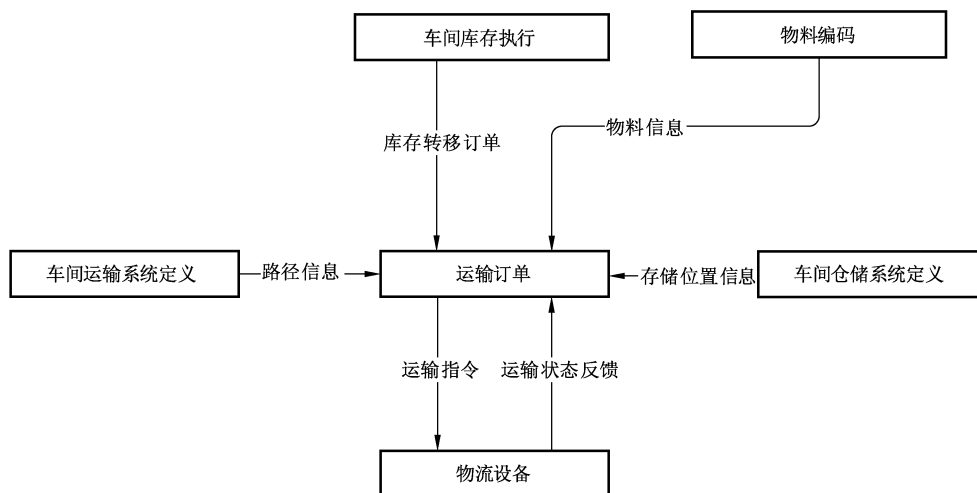 车间库存执行
物料编码
库存转移订单
物料信息
车间运输系统定义
路径信息
运输订单
存储位置信息
车间仓储系统定义
运输指令
运输状态反馈
物流设备